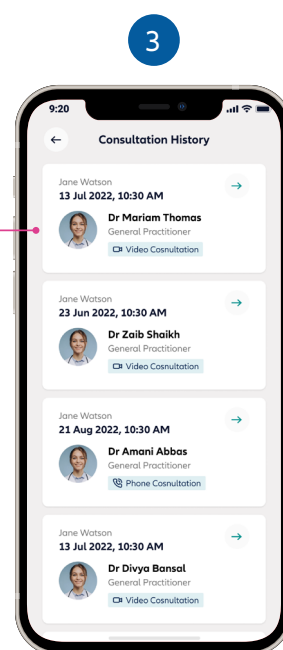 3
9:20
Consultation History
Jane Watson
13 Jul 2022, 10:30 AM
Dr Mariam Thomas
General Practitioner
Video Cosnultation
Jane Watson
23 Jun 2022, 10:30 AM
Dr Zaib Shaikh
General Practitioner
Video Cosnultation
Jane Watson
21 Aug 2022, 10:30 AM
Dr Amani Abbas
General Practitioner
Phone Cosnultation
Jane Watson
13 Jul 2022, 10:30 AM
Dr Divya Bansal
General Practitioner
Video Cosnultation